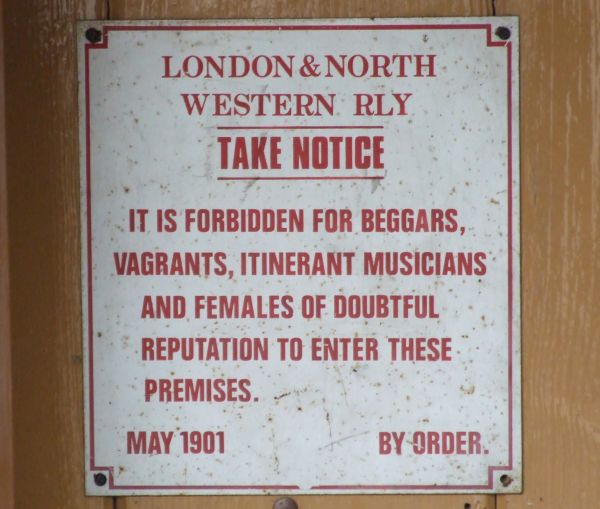 LONDON & NORTH
WESTERN RLY
TAKE NOTICE
IT IS FORBIDDEN FOR BEGGARS,
VAGRANTS, ITINERANT MUSICIANS
AND FEMALES OF DOUBTFUL
REPUTATION TO ENTER THESE
PREMISES.
MAY 1901 BY ORDER.